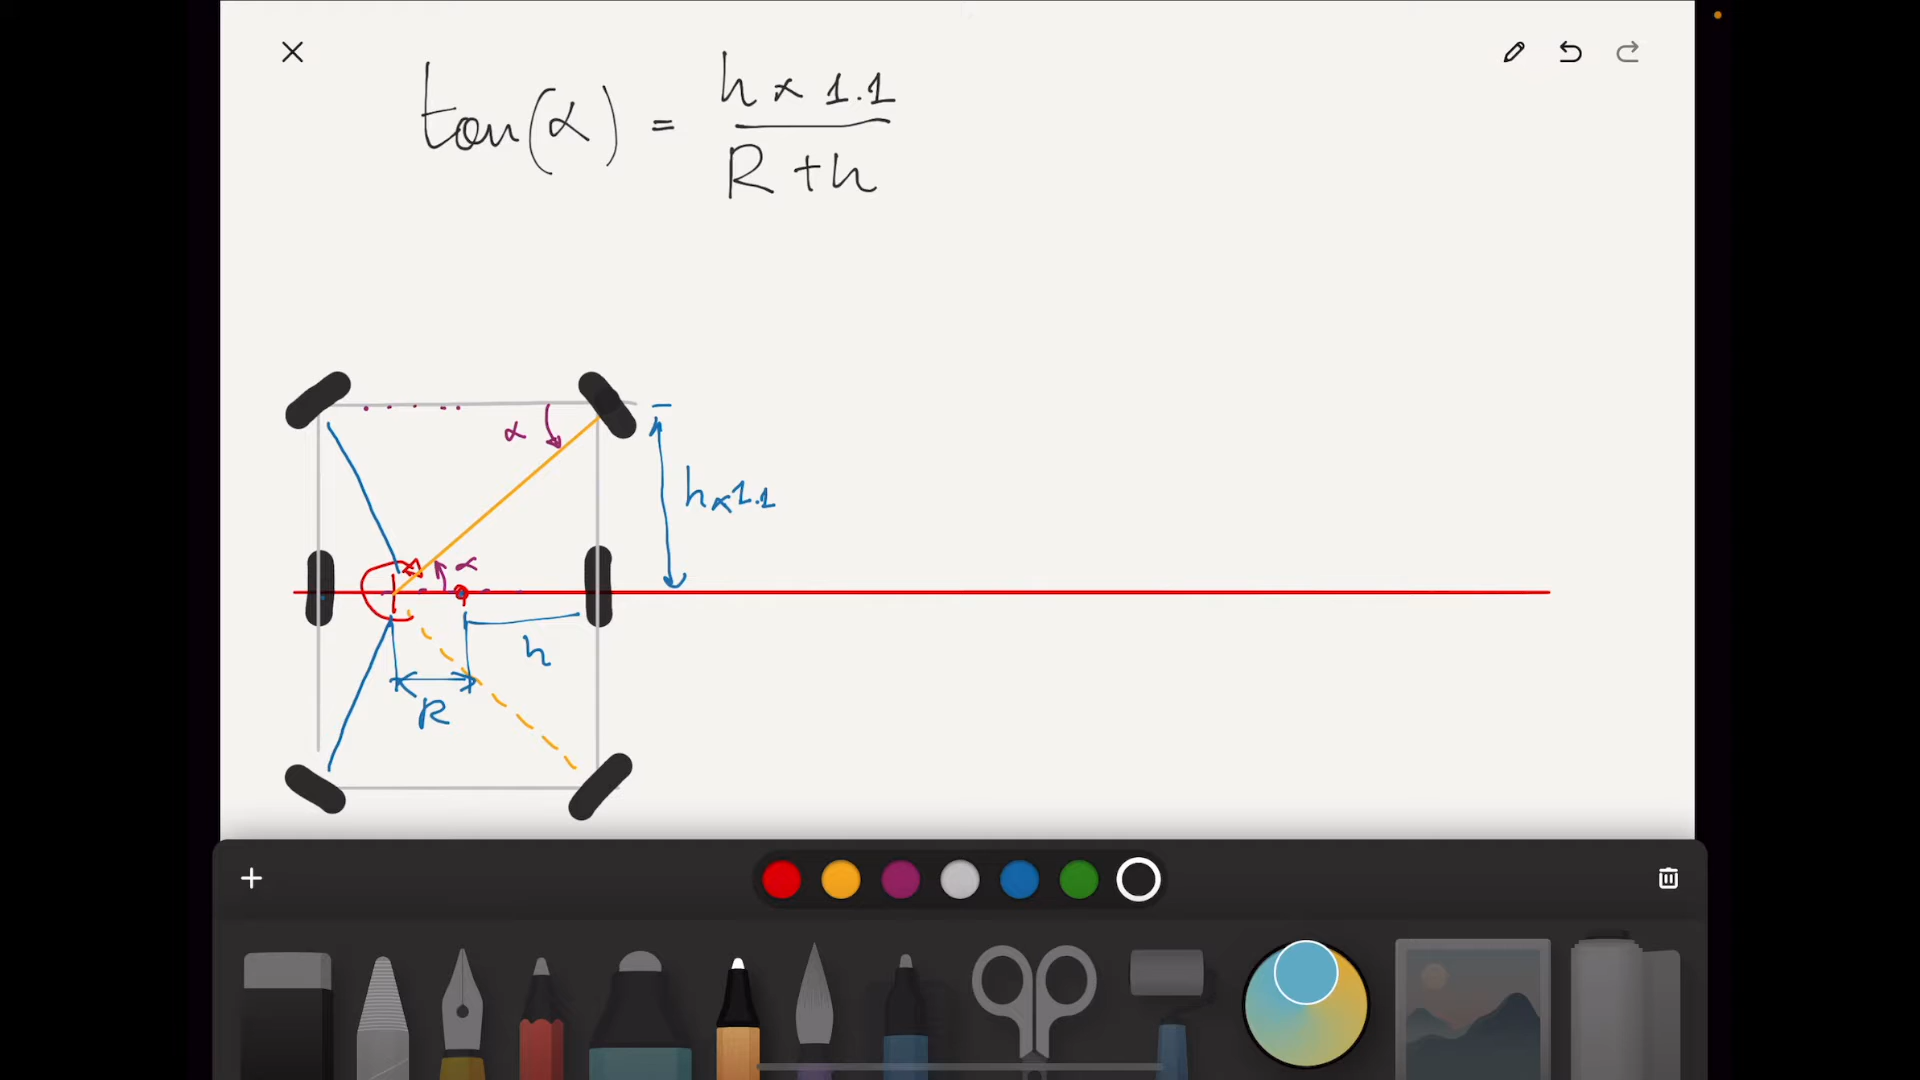 tan(α) = h × 1.1 / R + h
α
h × 1.1
α
h
R